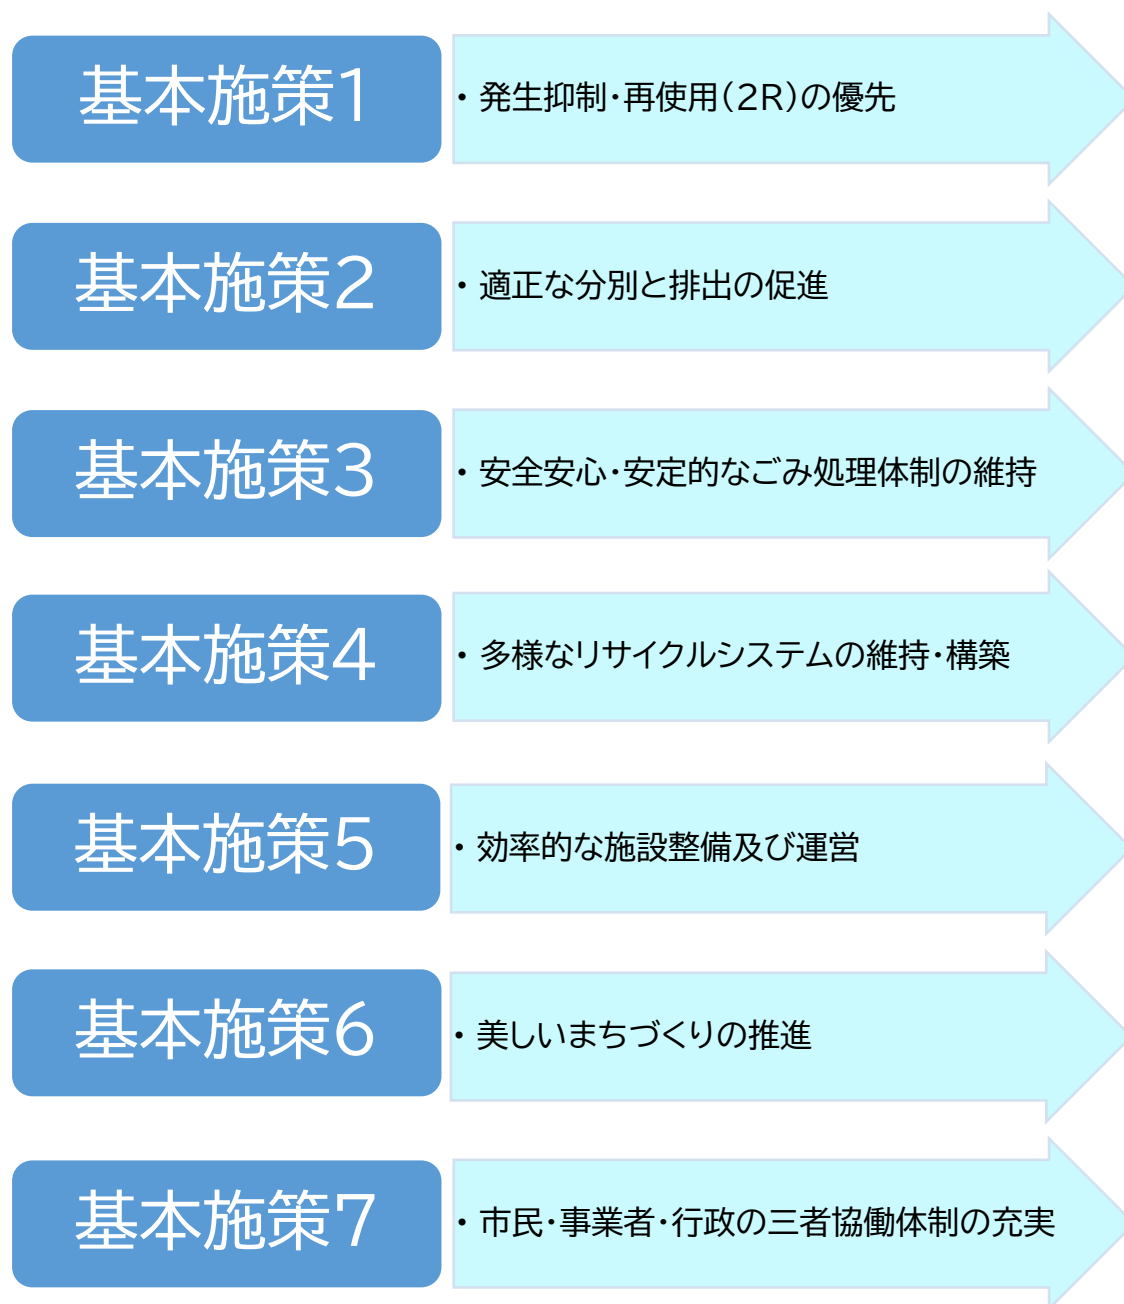 基本施策1
・発生抑制・再使用(2R)の優先
基本施策2
・適正な分別と排出の促進
基本施策3
・安全安心・安定的なごみ処理体制の維持
基本施策4
・多様なリサイクルシステムの維持・構築
基本施策5
・効率的な施設整備及び運営
基本施策6
・美しいまちづくりの推進
基本施策7
・市民・事業者・行政の三者協働体制の充実